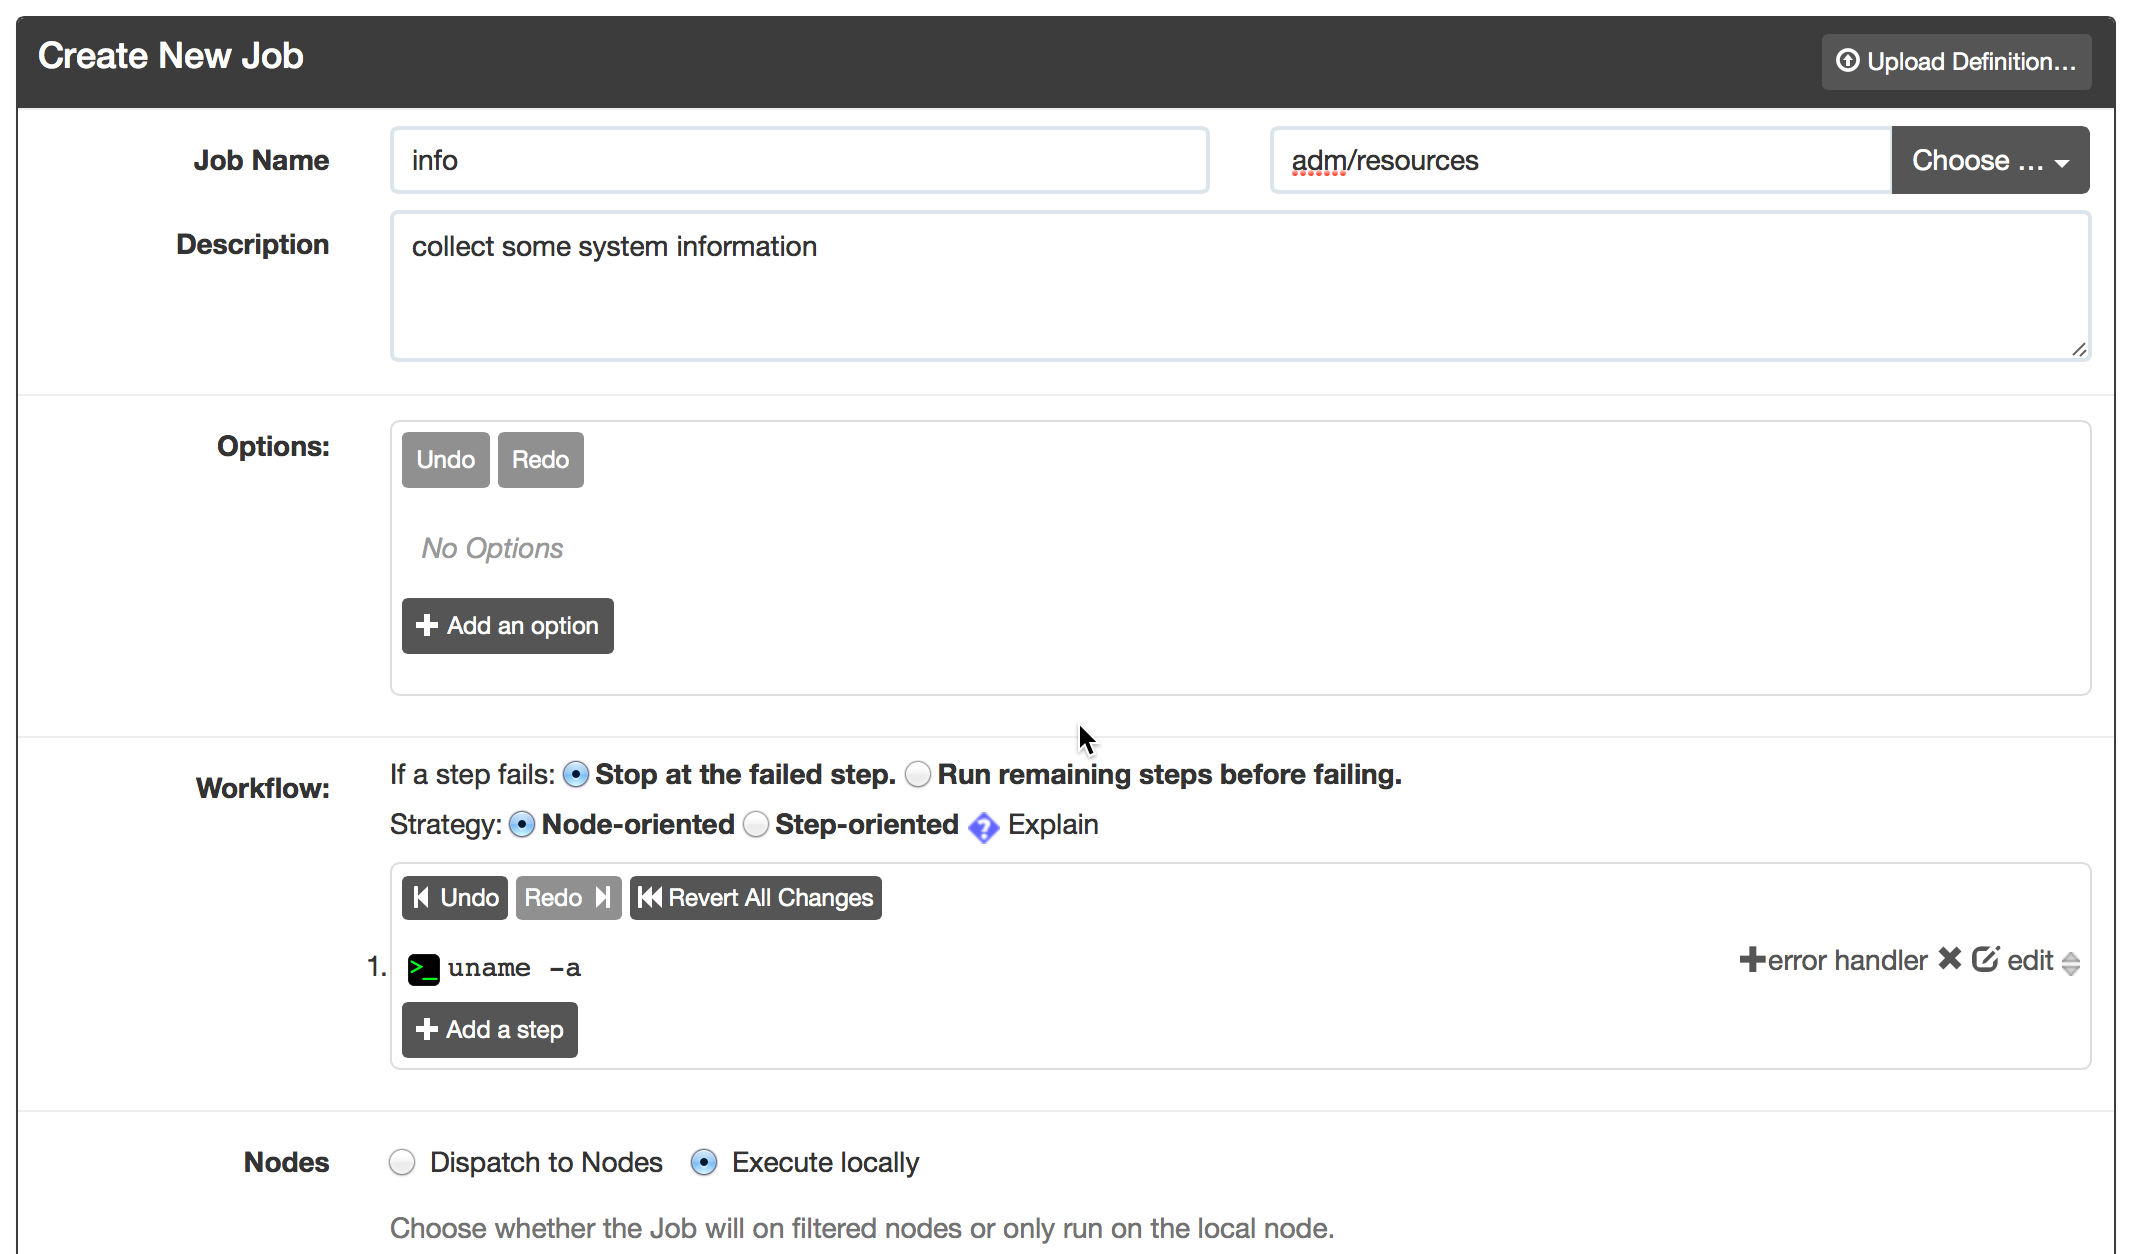 Create New Job
Upload Definition...
Job Name info adm/resources Choose ...
Description collect some system information
Options: Undo Redo
No Options
Add an option
Workflow: If a step fails: Stop at the failed step. Run remaining steps before failing.
Strategy: Node-oriented Step-oriented ? Explain
Undo Redo Revert All Changes
1. >_ uname -a error handler edit
Add a step
Nodes Dispatch to Nodes Execute locally
Choose whether the Job will on filtered nodes or only run on the local node.